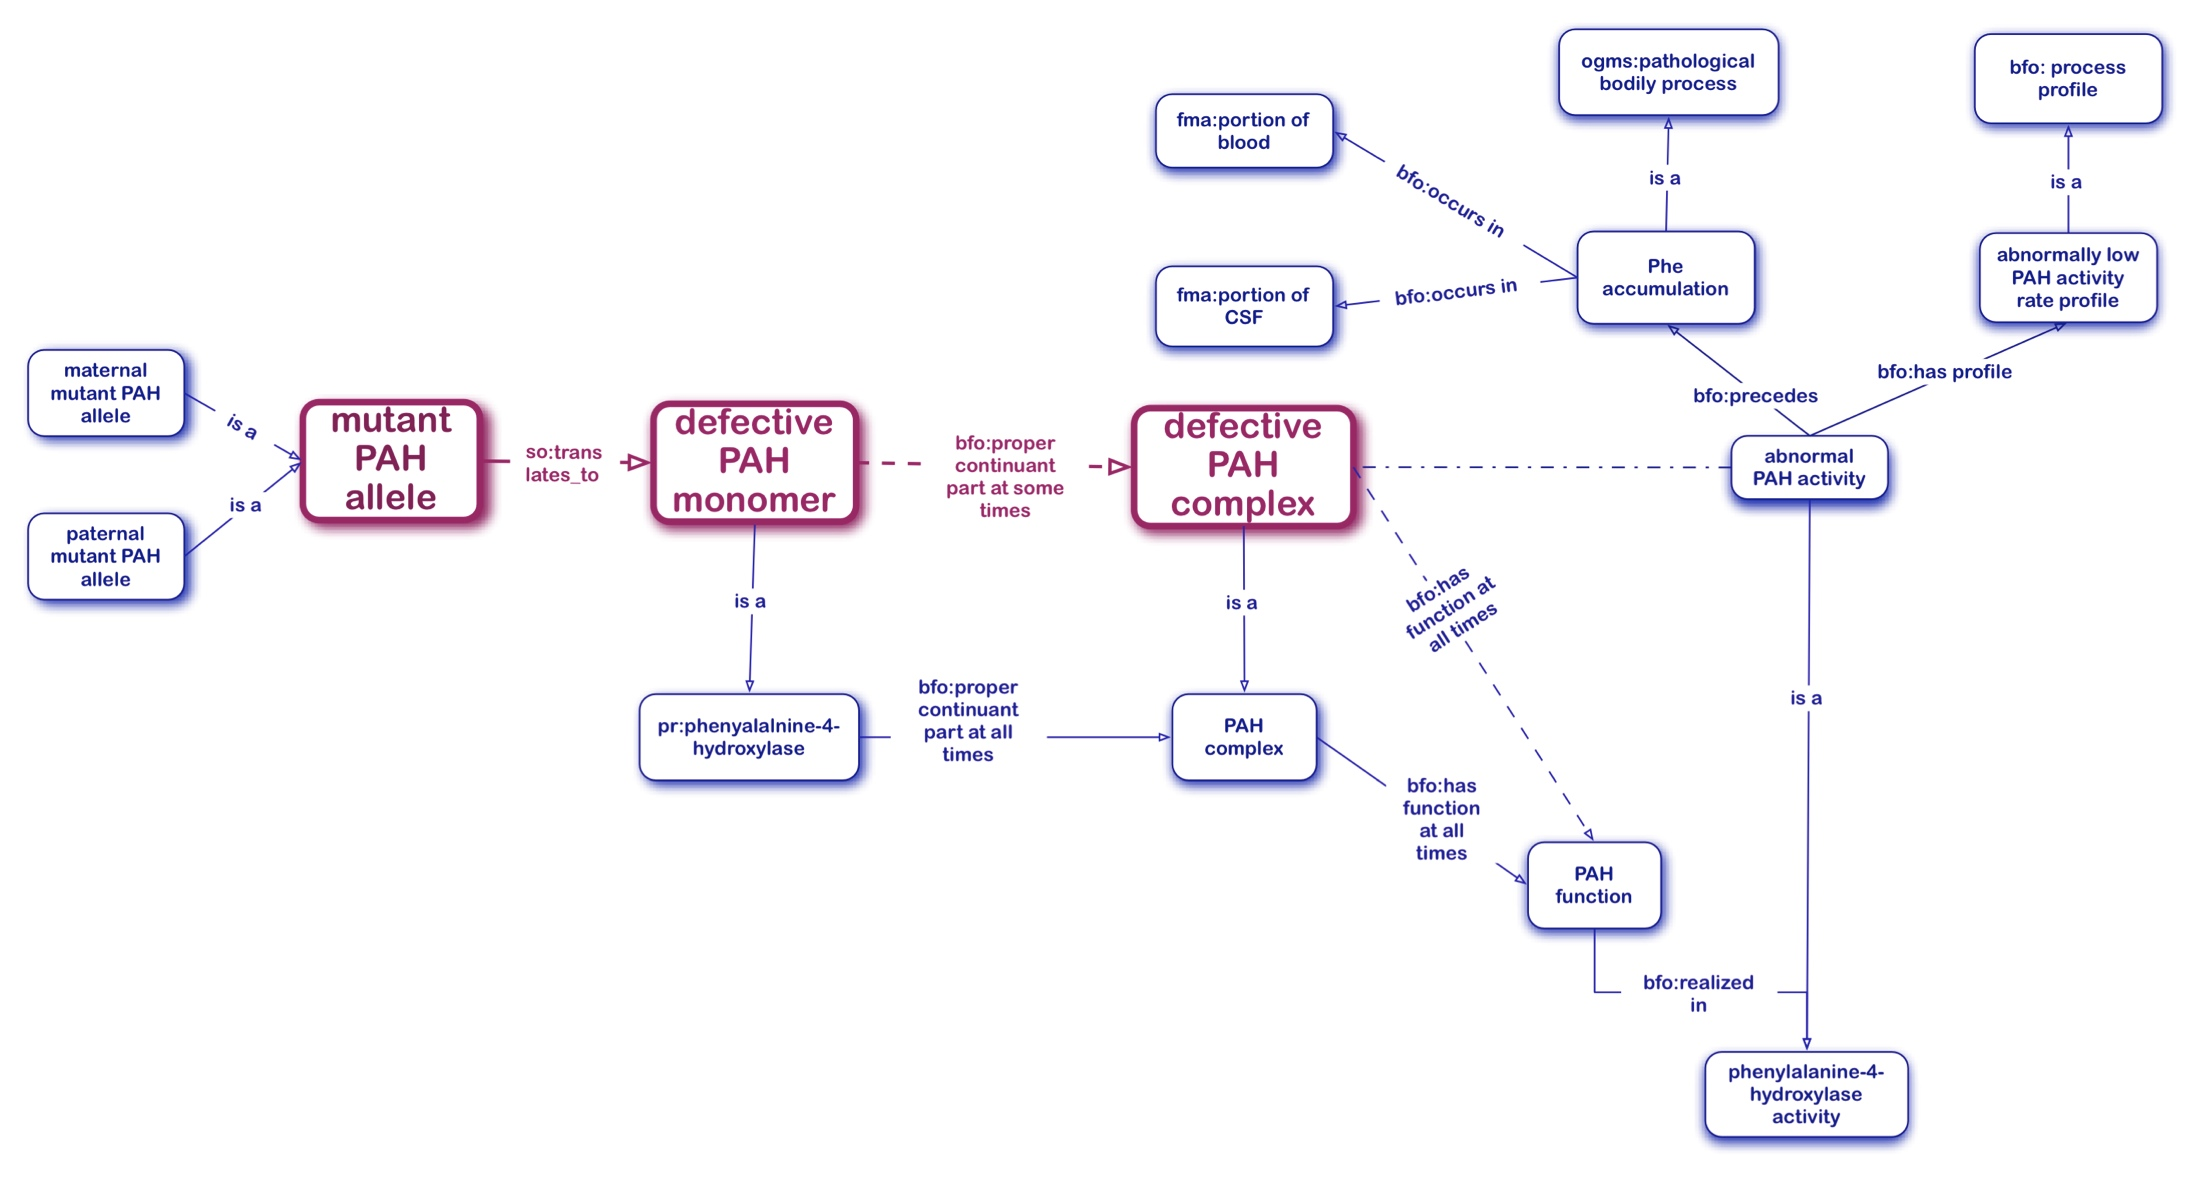 maternal
mutant PAH
allele
is a
paternal
mutant PAH
allele
is a
mutant
PAH
allele
so:trans
lates_to
defective
PAH
monomer
bfo:proper
continuant
part at some
times
defective
PAH
complex
is a
pr:phenyalalnine-4-
hydroxylase
bfo:proper
continuant
part at all
times
is a
PAH
complex
bfo:has
function at
all times
bfo:has
function
at all
times
PAH
function
bfo:realized
in
phenylalanine-4-
hydroxylase
activity
is a
abnormal
PAH activity
bfo:precedes
bfo:has profile
Phe
accumulation
bfo:occurs in
fma:portion of
blood
bfo:occurs in
fma:portion of
CSF
is a
ogms:pathological
bodily process
abnormally low
PAH activity
rate profile
is a
bfo: process
profile